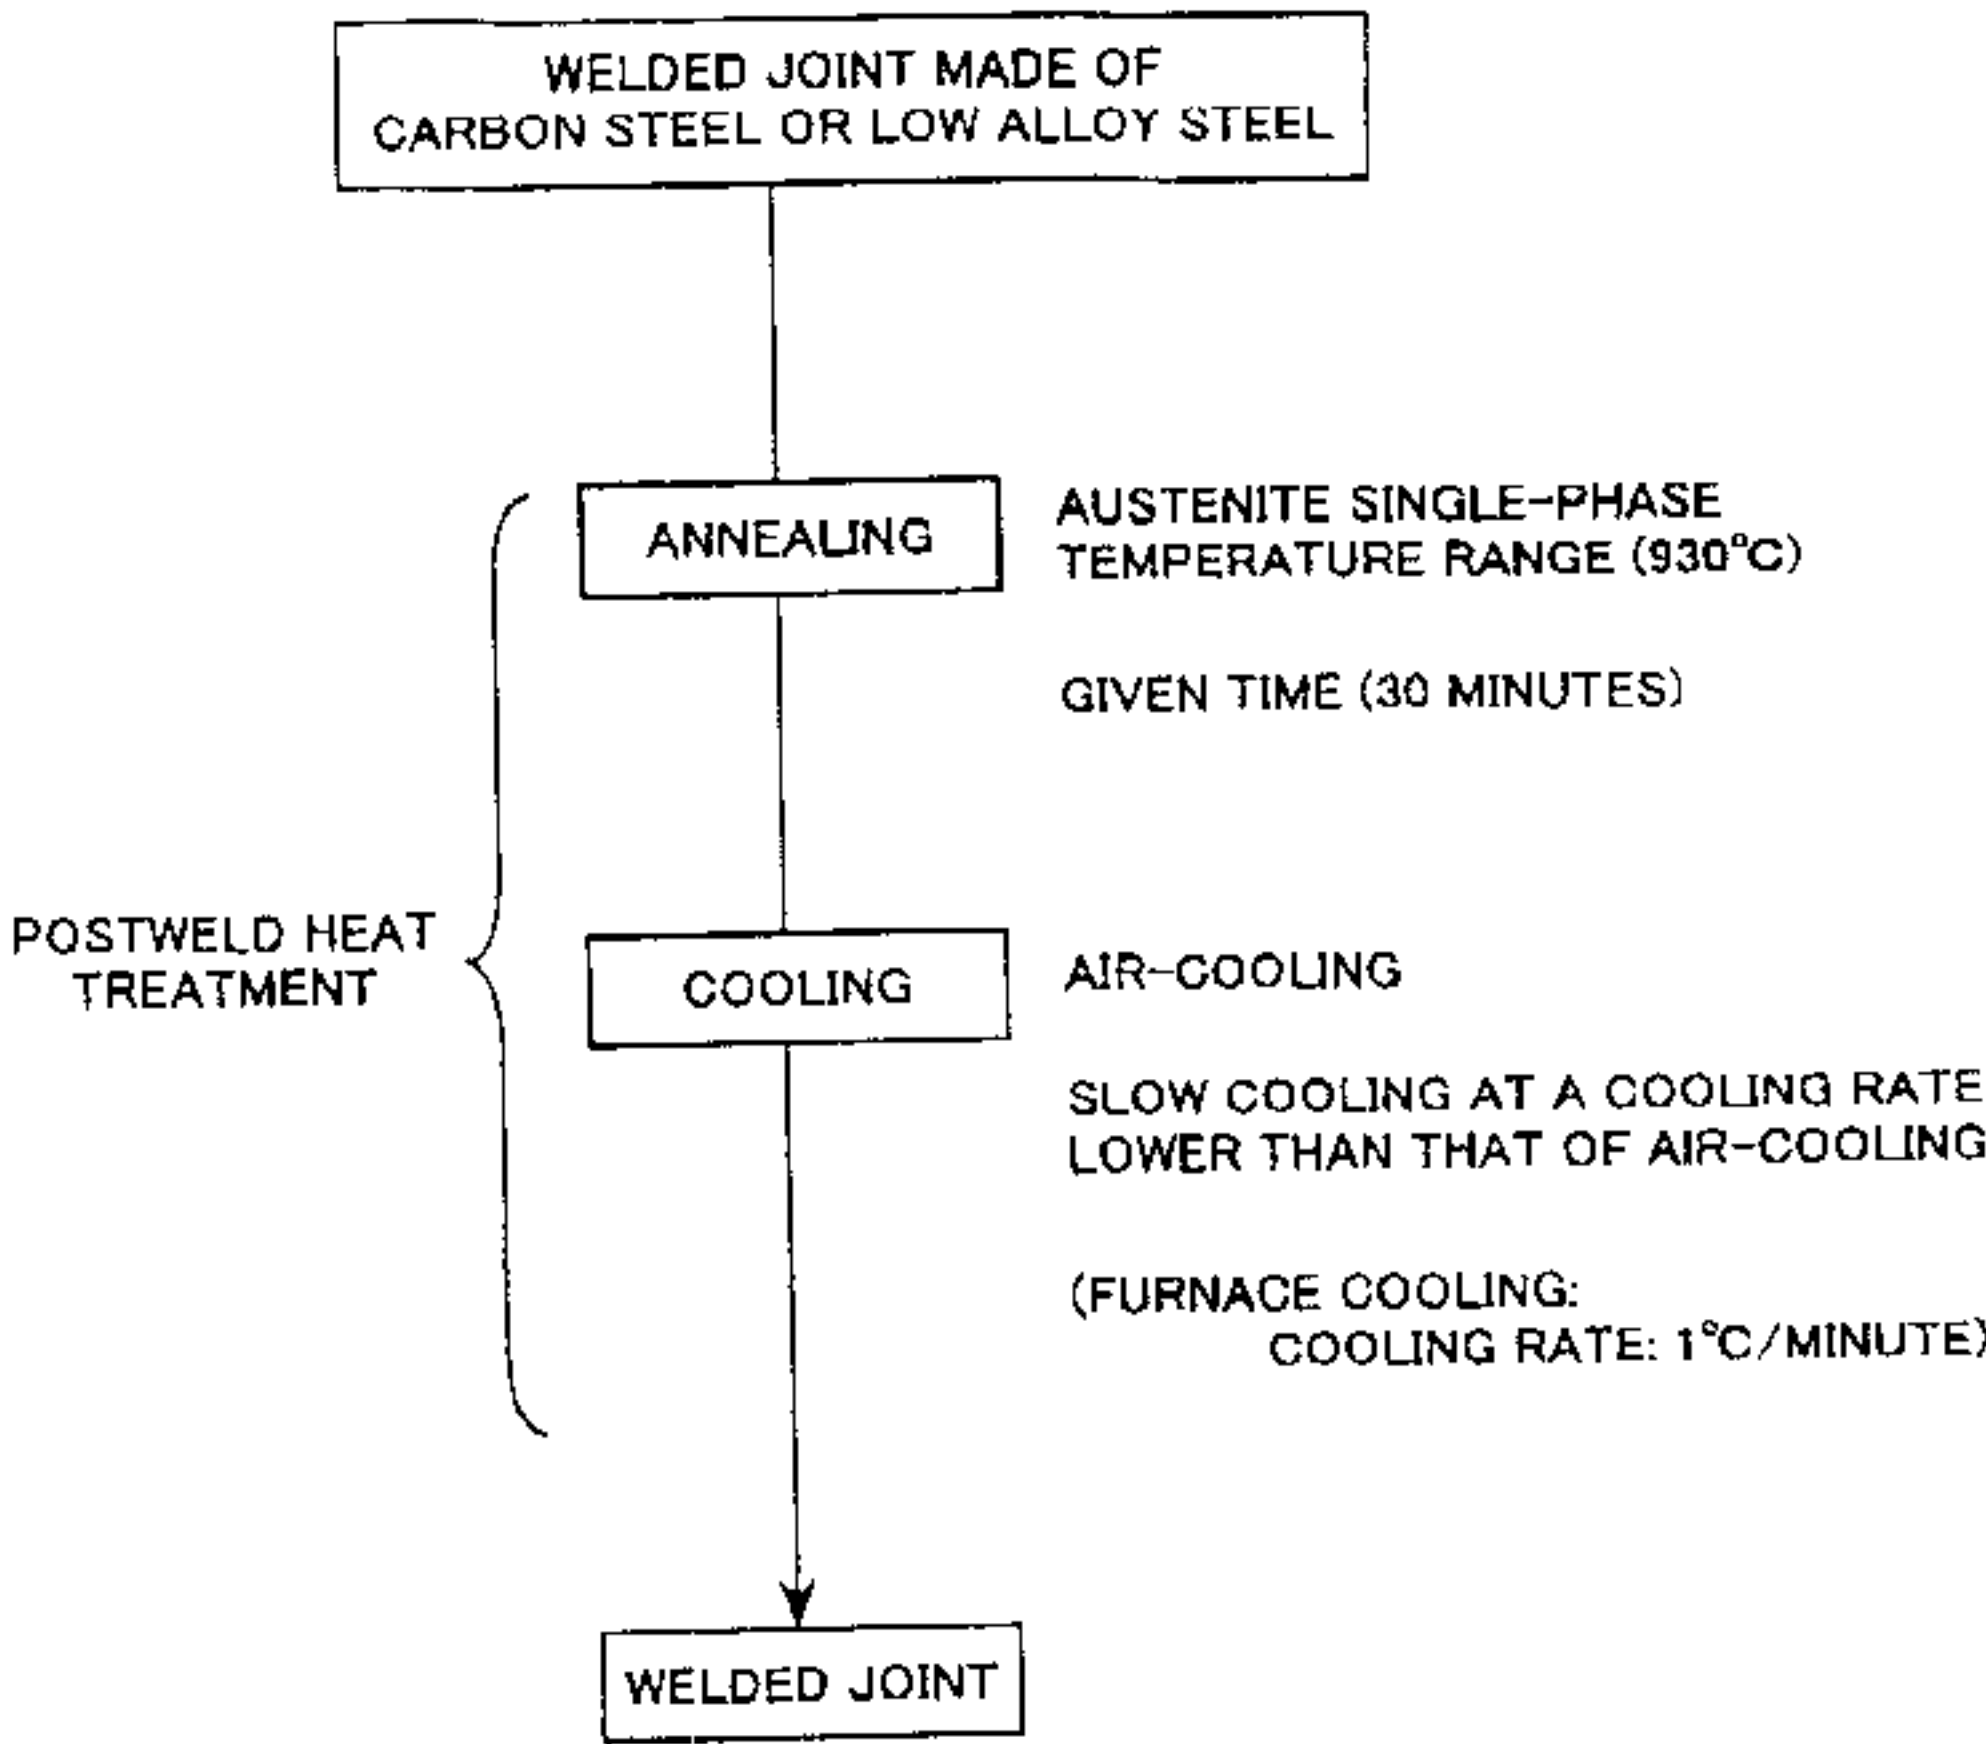 WELDED JOINT MADE OF
CARBON STEEL OR LOW ALLOY STEEL
ANNEALING
AUSTENITE SINGLE-PHASE
TEMPERATURE RANGE (930°C)
GIVEN TIME (30 MINUTES)
POSTWELD HEAT
TREATMENT
COOLING
AIR-COOLING
SLOW COOLING AT A COOLING RATE
LOWER THAN THAT OF AIR-COOLING
(FURNACE COOLING:
COOLING RATE: 1°C/MINUTE)
WELDED JOINT